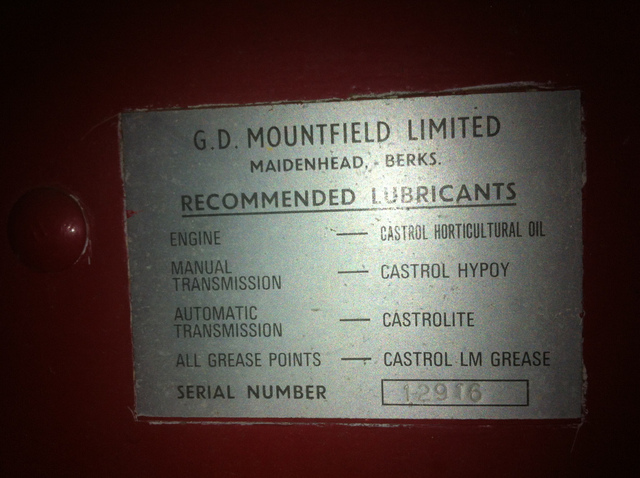 G.D. MOUNTFIELD LIMITED
MAIDENHEAD, BERKS.
RECOMMENDED LUBRICANTS
ENGINE — CASTROL HORTICULTURAL OIL
MANUAL TRANSMISSION — CASTROL HYPOY
AUTOMATIC TRANSMISSION — CASTROLITE
ALL GREASE POINTS — CASTROL LM GREASE
SERIAL NUMBER 12916